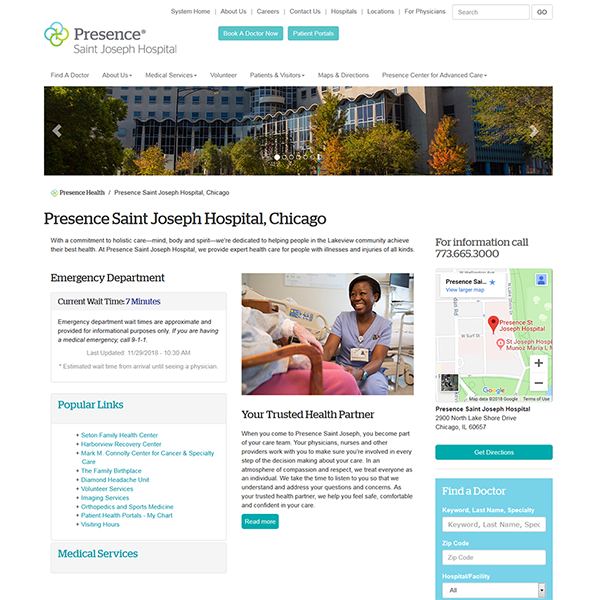 System Home | About Us | Careers | Contact Us | Hospitals | Locations | For Physicians
Search
GO
Presence®
Saint Joseph Hospital
Book A Doctor Now
Patient Portals
Find A Doctor
About Us
Medical Services
Volunteer
Patients & Visitors
Maps & Directions
Presence Center for Advanced Care
Presence Health / Presence Saint Joseph Hospital, Chicago
Presence Saint Joseph Hospital, Chicago
With a commitment to holistic care—mind, body and spirit—we're dedicated to helping people in the Lakeview community achieve
their best health. At Presence Saint Joseph Hospital, we provide expert health care for people with illnesses and injuries of all kinds.
Emergency Department
Current Wait Time: 7 Minutes
Emergency department wait times are approximate and
provided for informational purposes only. If you are
having a medical emergency, call 9-1-1.
Last Updated: 11/29/2018 - 10:30 AM
* Estimated wait time from arrival until seeing a physician.
Popular Links
Seton Family Health Center
Harborview Recovery Center
Mark M. Connolly Center for Cancer & Specialty
Care
The Family Birthplace
Diamond Headache Unit
Volunteer Services
Imaging Services
Orthopedics and Sports Medicine
Patient Health Portals - My Chart
Visiting Hours
Medical Services
Your Trusted Health Partner
When you come to Presence Saint Joseph, you become part
of your care team. Your physicians, nurses and other
providers work with you to make sure you're involved in every
step of the decision making about your care. In an
atmosphere of compassion and respect, we treat everyone as
an individual. We take the time to listen to you so that we
understand and address your questions and concerns. As
your trusted health partner, we help you feel safe, comfortable
and confident in your care.
Read more
For information call
773.665.3000
Presence Sai...
View larger map
Presence St
Joseph Hospital
St Joseph Hospital
Munoz Maria L M
W Surf St
+
−
Google
Map data ©2018 Google
Terms of Use
Presence Saint Joseph Hospital
2900 North Lake Shore Drive
Chicago, IL 60657
Get Directions
Find a Doctor
Keyword, Last Name, Specialty
Keyword, Last Name, Spec
Zip Code
Zip Code
Hospital/Facility
All